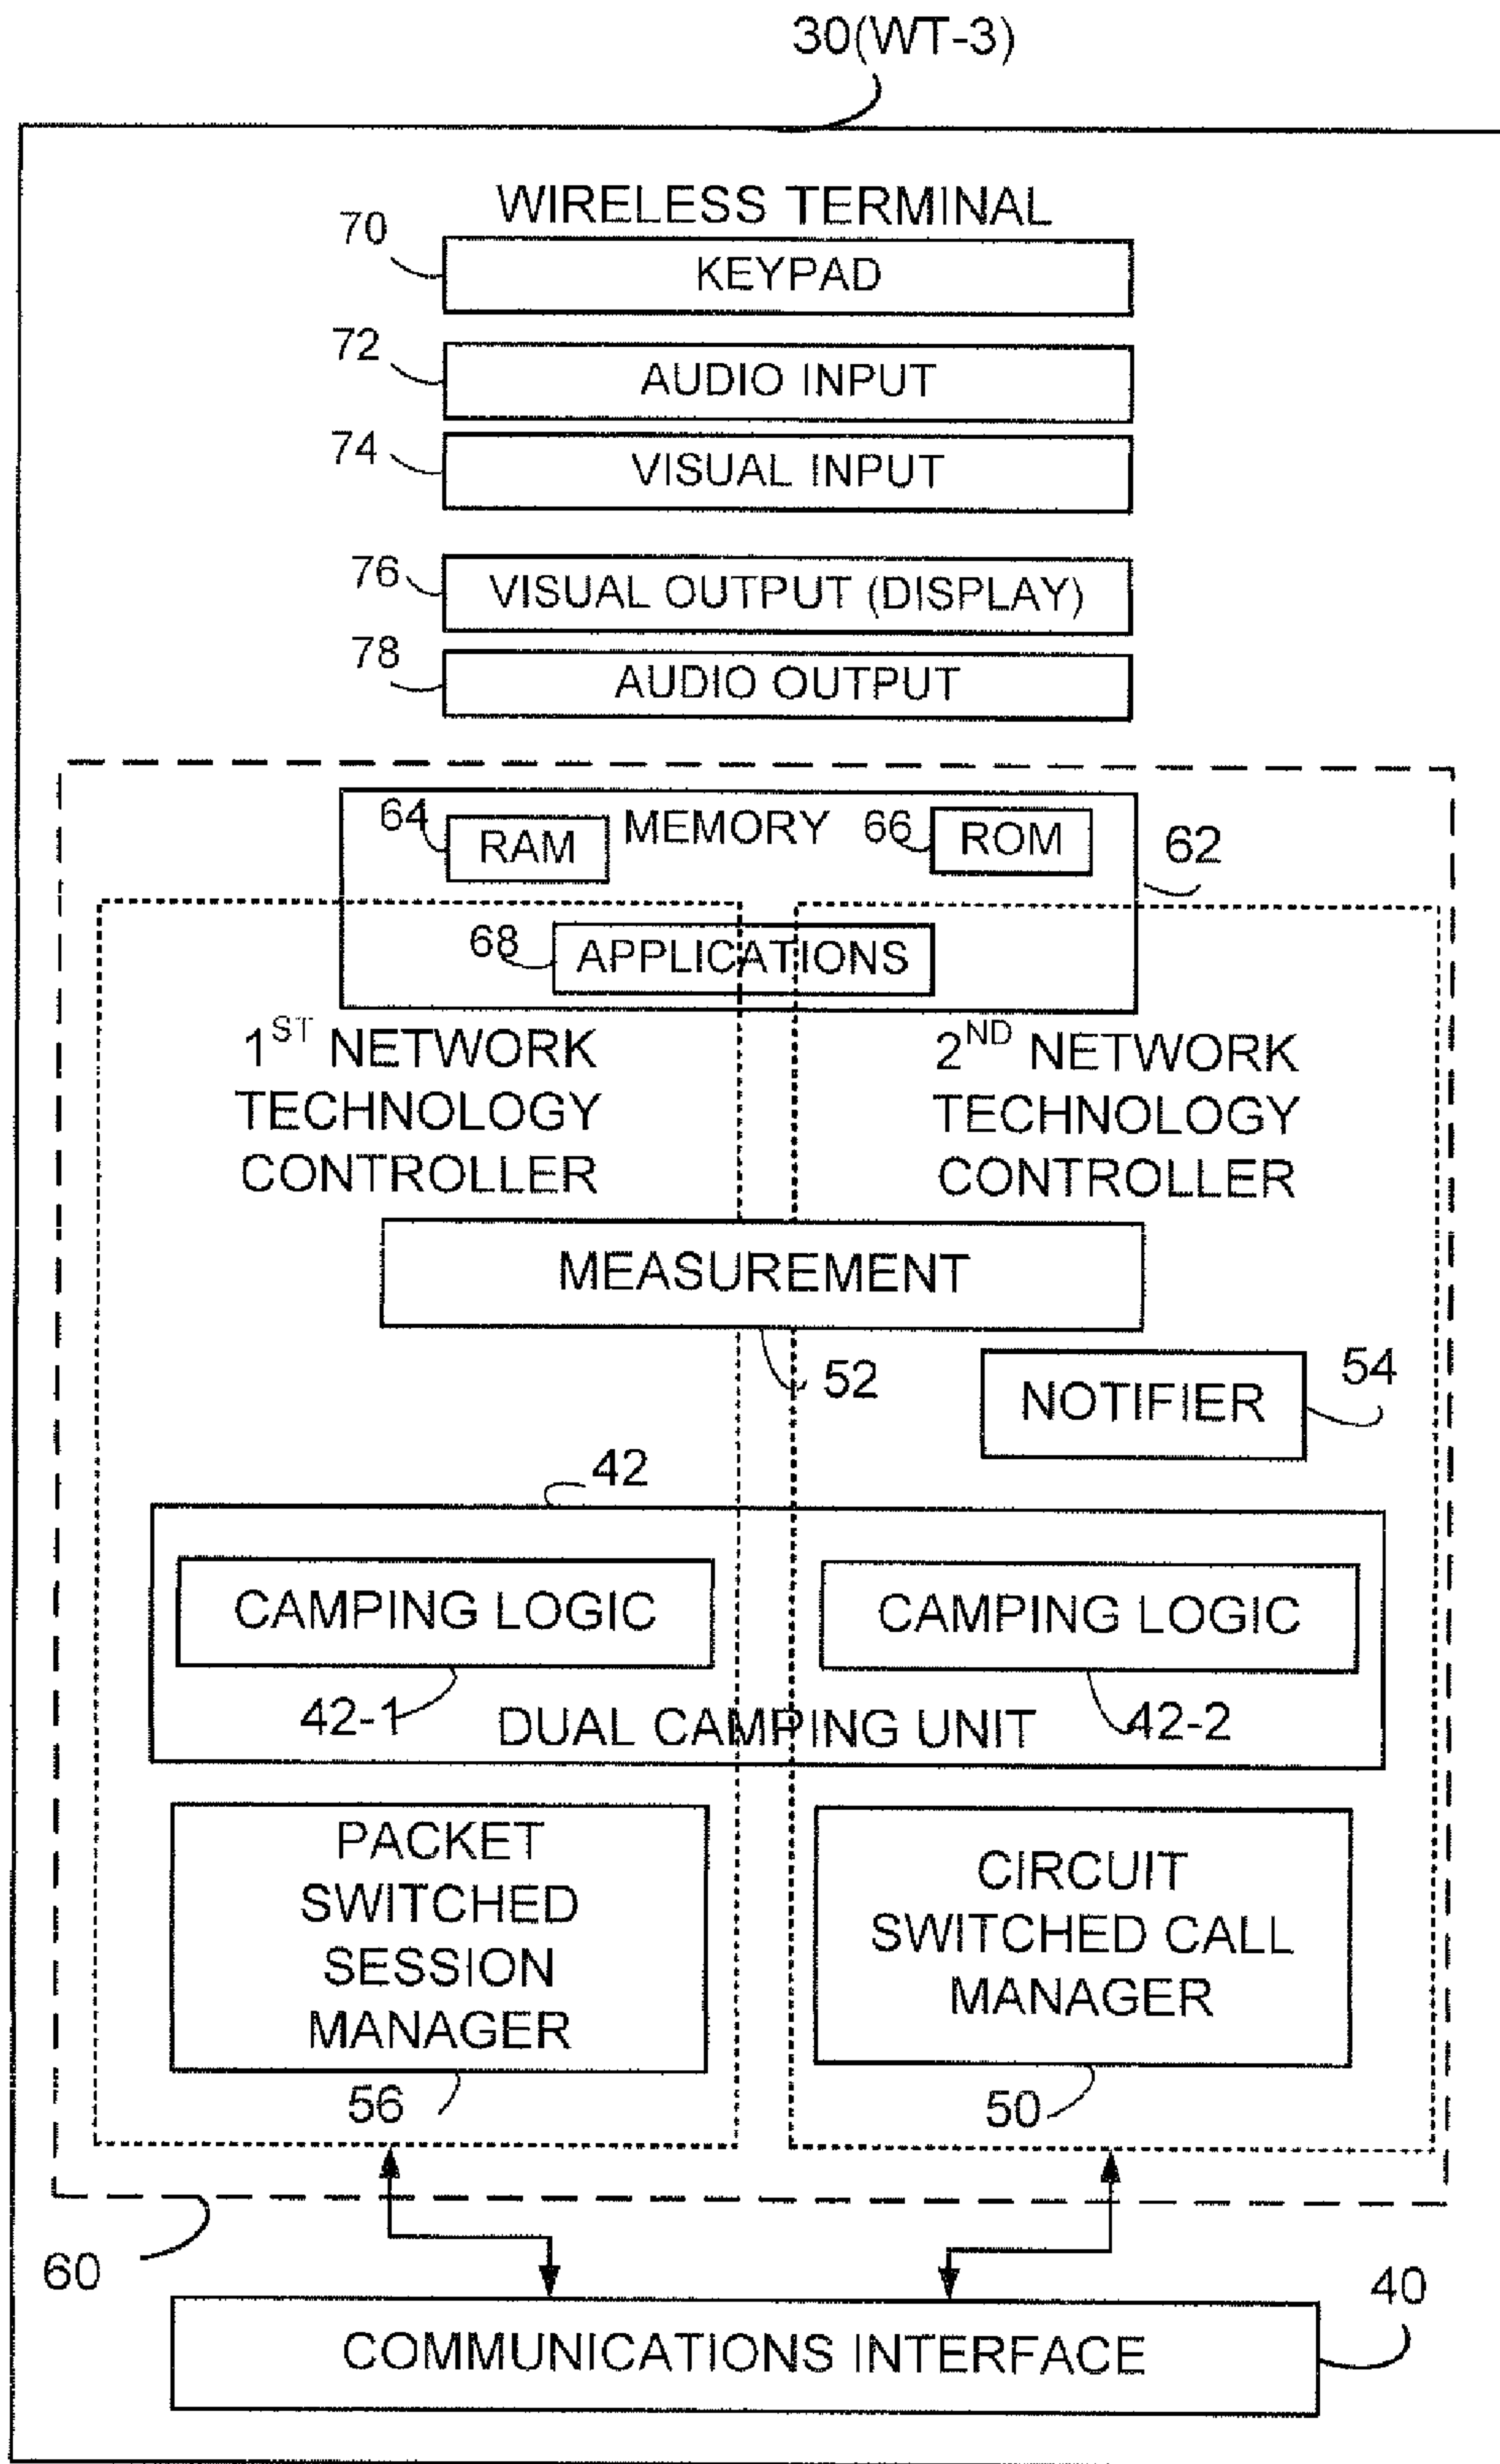 30(WT-3)
WIRELESS TERMINAL
70
KEYPAD
72
AUDIO INPUT
74
VISUAL INPUT
76
VISUAL OUTPUT (DISPLAY)
78
AUDIO OUTPUT
64
RAM
MEMORY
66
ROM
62
68
APPLICATIONS
1ST NETWORK
TECHNOLOGY
CONTROLLER
2ND NETWORK
TECHNOLOGY
CONTROLLER
MEASUREMENT
52
NOTIFIER
54
42
CAMPING LOGIC
CAMPING LOGIC
42-1
DUAL CAMPING UNIT
42-2
PACKET
SWITCHED
SESSION
MANAGER
CIRCUIT
SWITCHED CALL
MANAGER
56
50
60
40
COMMUNICATIONS INTERFACE